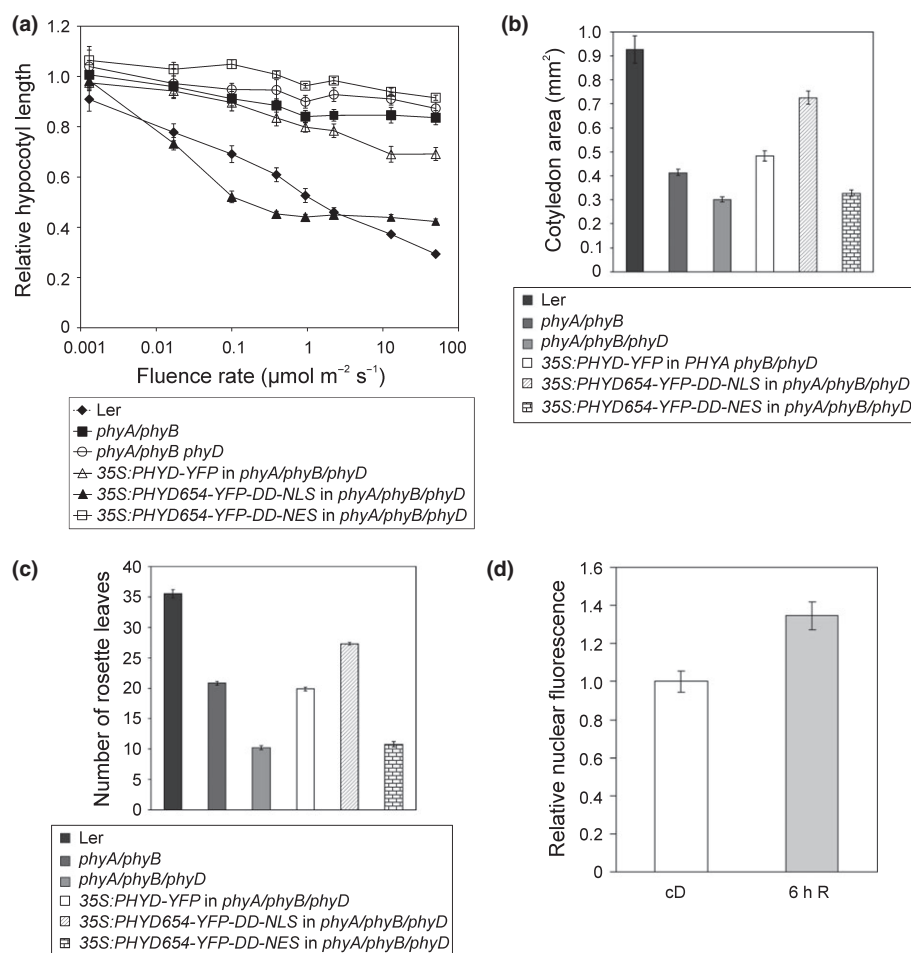 (a)
1.2
1.0
0.8
0.6
0.4
0.2
0
0.001
0.01
0.1
1
10
100
Relative hypocotyl length
Fluence rate (µmol m⁻² s⁻¹)
Ler
phyA/phyB
phyA/phyB phyD
35S:PHYD-YFP in phyA/phyB/phyD
35S:PHYD654-YFP-DD-NLS in phyA/phyB/phyD
35S:PHYD654-YFP-DD-NES in phyA/phyB/phyD
(b)
1
0.9
0.8
0.7
0.6
0.5
0.4
0.3
0.2
0.1
0
Cotyledon area (mm²)
Ler
phyA/phyB
phyA/phyB/phyD
35S:PHYD-YFP in PHYA phyB/phyD
35S:PHYD654-YFP-DD-NLS in phyA/phyB/phyD
35S:PHYD654-YFP-DD-NES in phyA/phyB/phyD
(c)
40
35
30
25
20
15
10
5
0
Number of rosette leaves
Ler
phyA/phyB
phyA/phyB/phyD
35S:PHYD-YFP in phyA/phyB/phyD
35S:PHYD654-YFP-DD-NLS in phyA/phyB/phyD
35S:PHYD654-YFP-DD-NES in phyA/phyB/phyD
(d)
1.6
1.4
1.2
1.0
0.8
0.6
0.4
0.2
0
Relative nuclear fluorescence
cD
6 h R